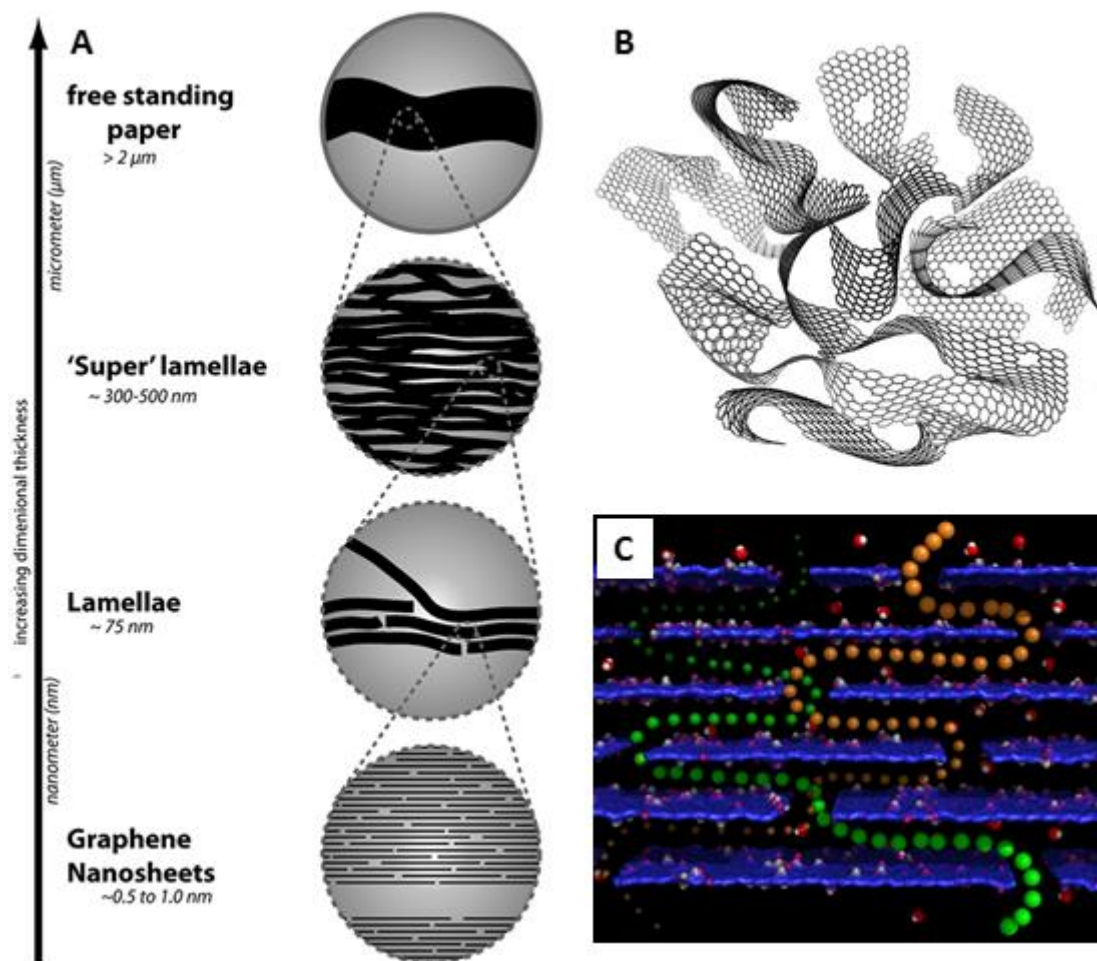 A
free standing
paper
> 2 µm
micrometer (µm)
'Super' lamellae
~ 300-500 nm
increasing dimenional thickness
Lamellae
~ 75 nm
nanometer (nm)
Graphene
Nanosheets
~0.5 to 1.0 nm
B
C